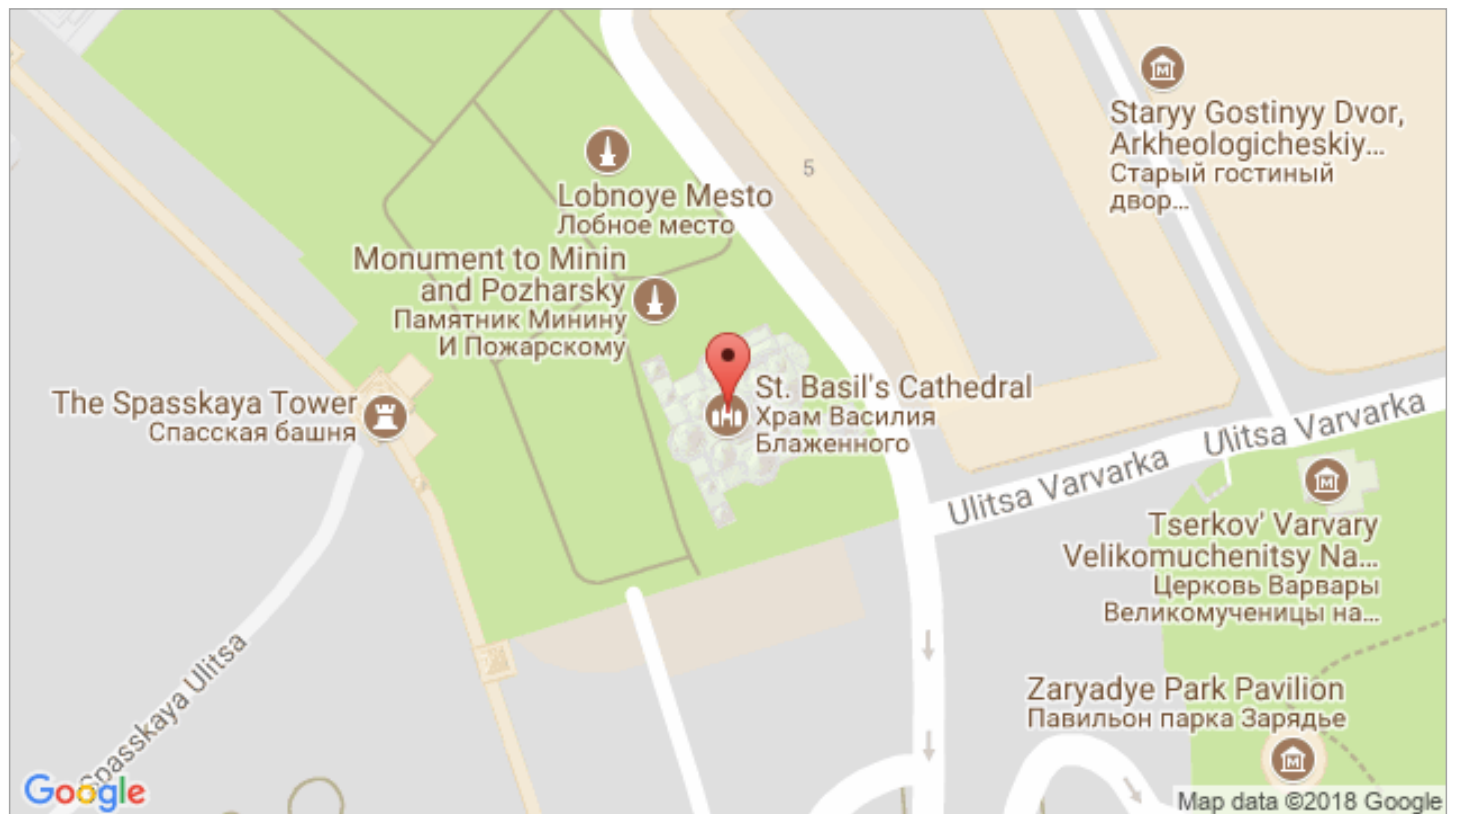 Staryy Gostinyy Dvor,
Arkheologicheskiy...
Старый гостиный
двор...
5
Lobnoye Mesto
Лобное место
Monument to Minin
and Pozharsky
Памятник Минину
И Пожарскому
St. Basil's Cathedral
Храм Василия
Блаженного
The Spasskaya Tower
Спасская башня
Ulitsa Varvarka
Ulitsa Varvarka
Tserkov' Varvary
Velikomuchenitsy Na...
Церковь Варвары
Великомученицы на...
Spasskaya Ulitsa
Zaryadye Park Pavilion
Павильон парка Зарядье
Google
Map data ©2018 Google